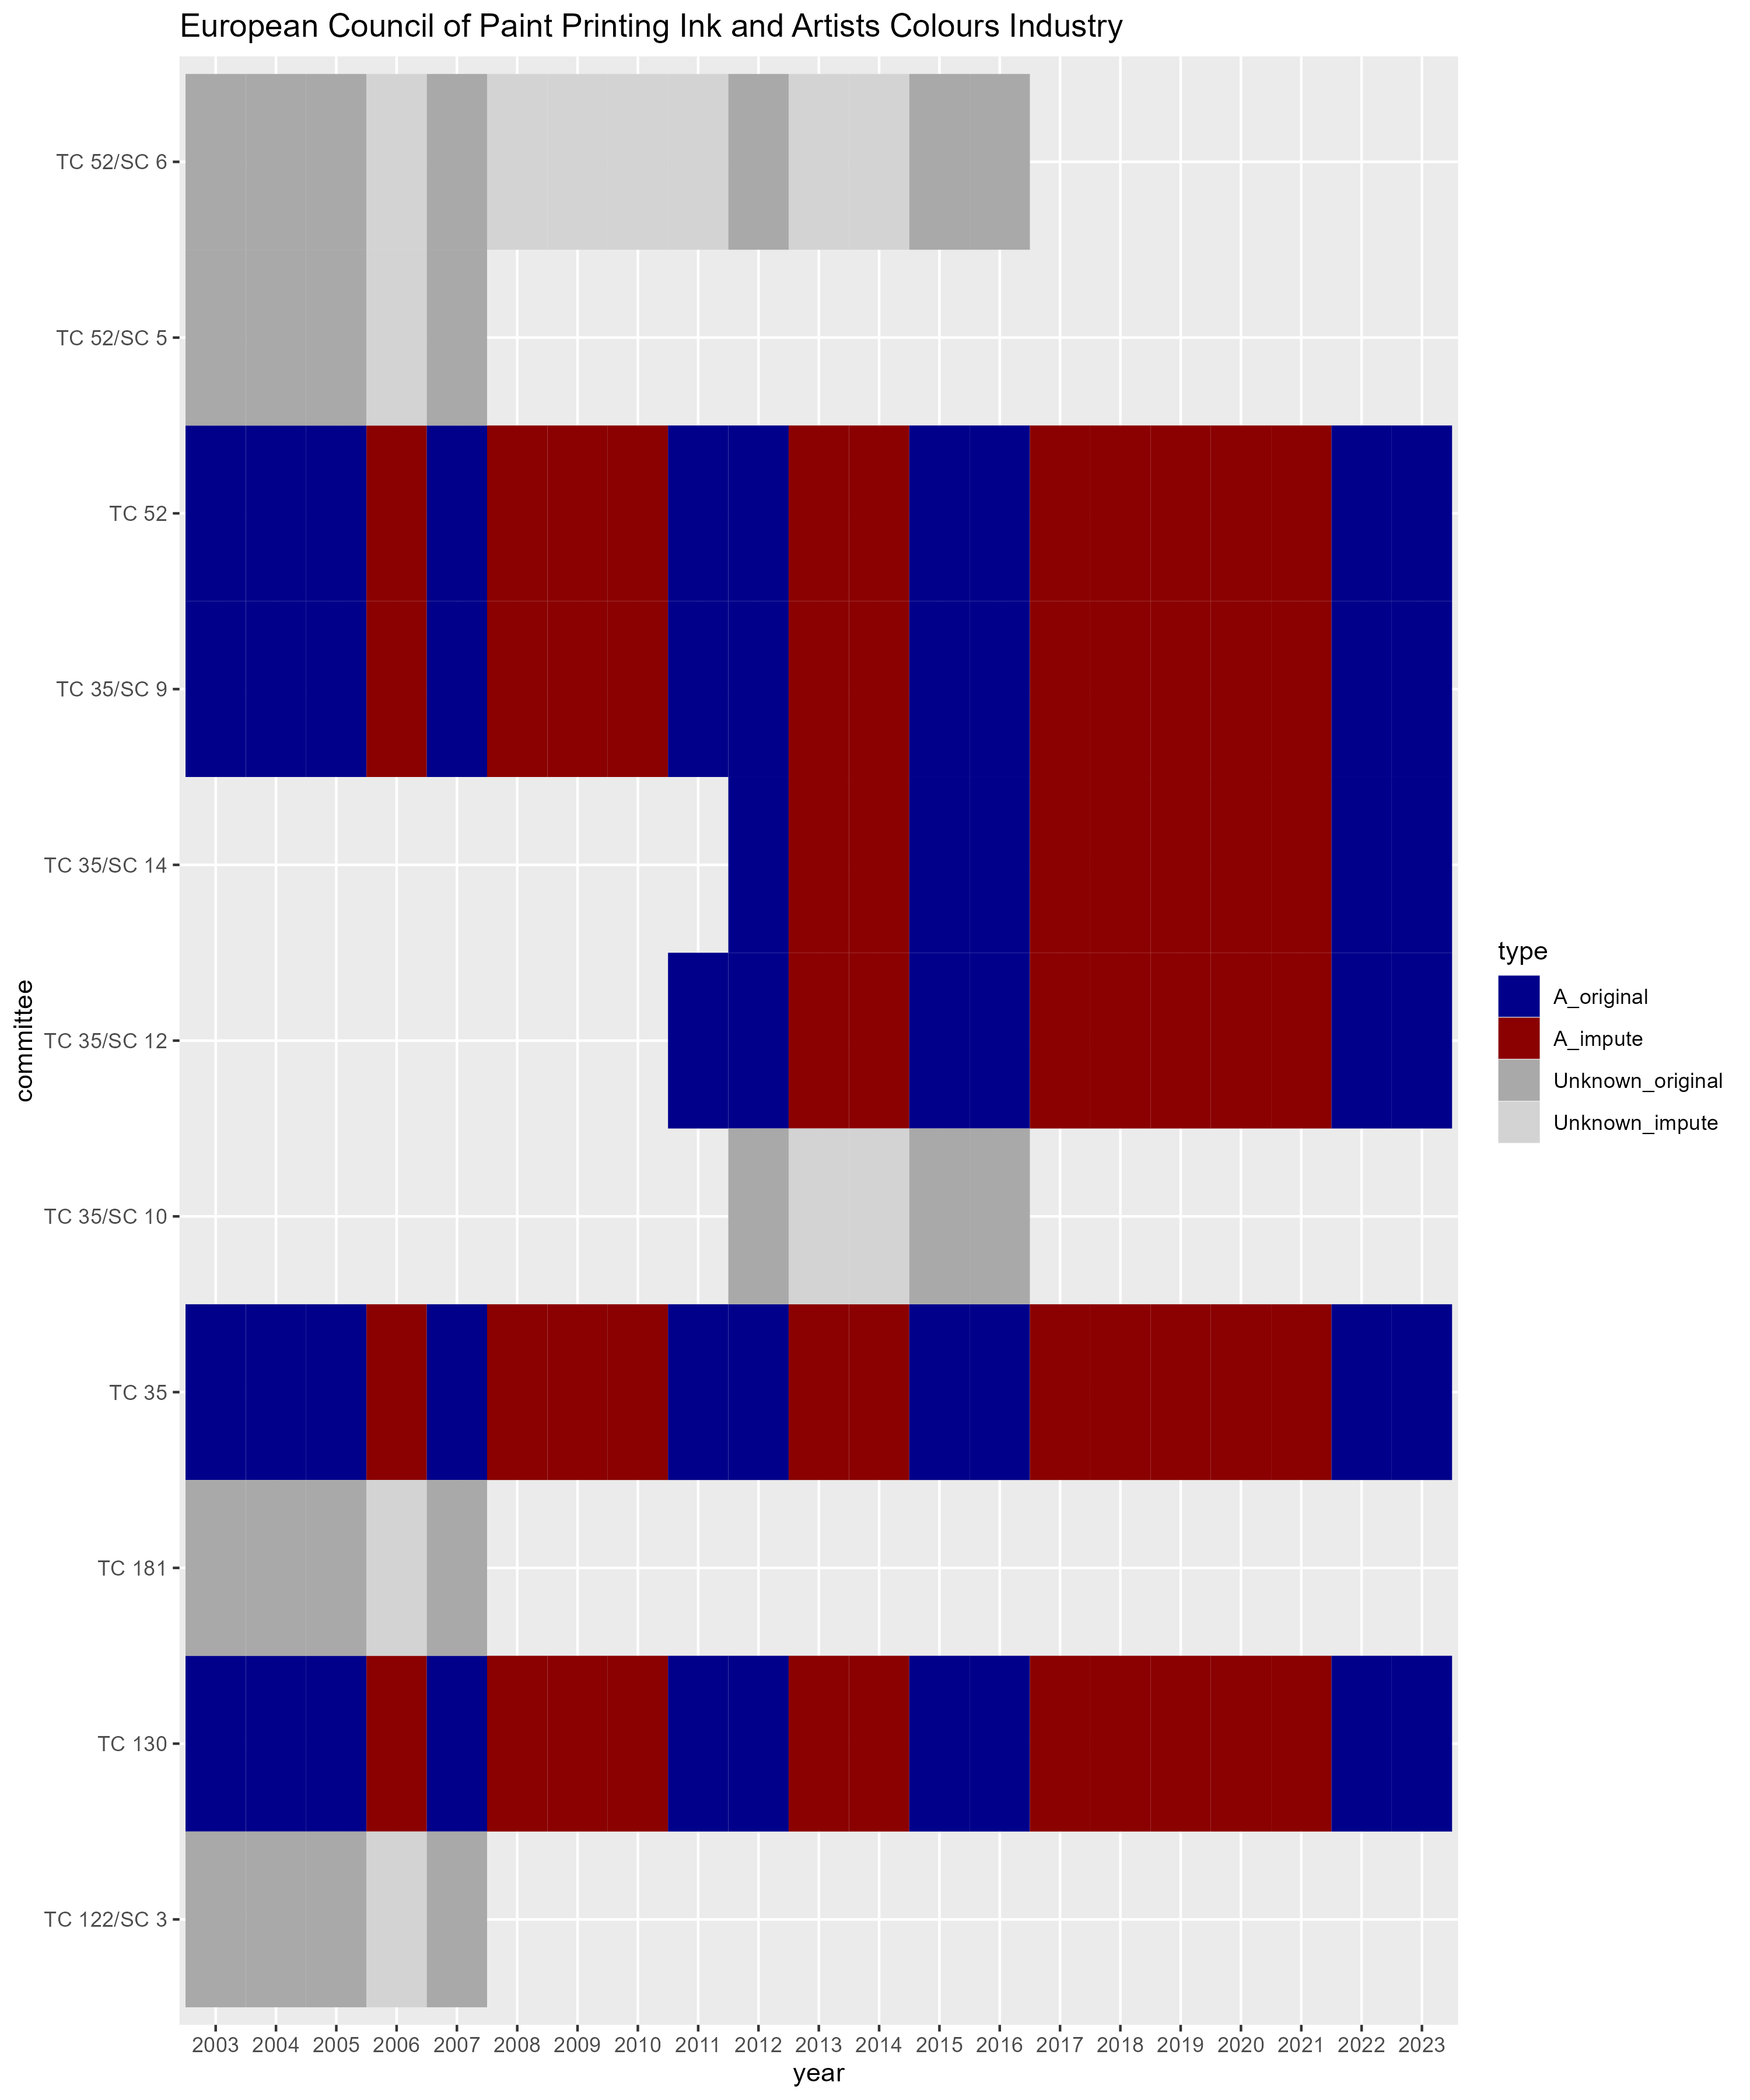 European Council of Paint Printing Ink and Artists Colours Industry
committee
TC 52/SC 6
TC 52/SC 5
TC 52
TC 35/SC 9
TC 35/SC 14
TC 35/SC 12
TC 35/SC 10
TC 35
TC 181
TC 130
TC 122/SC 3
2003 2004 2005 2006 2007 2008 2009 2010 2011 2012 2013 2014 2015 2016 2017 2018 2019 2020 2021 2022 2023
year
type
A_original
A_impute
Unknown_original
Unknown_impute